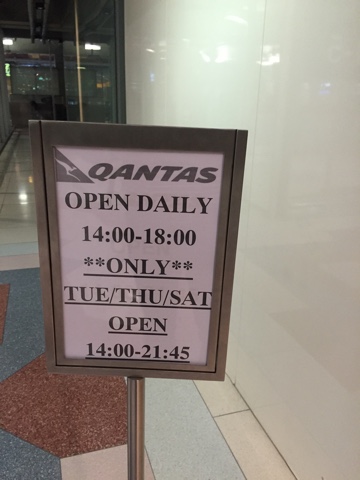 QANTAS
OPEN DAILY
14:00-18:00
**ONLY**
TUE/THU/SAT
OPEN
14:00-21:45